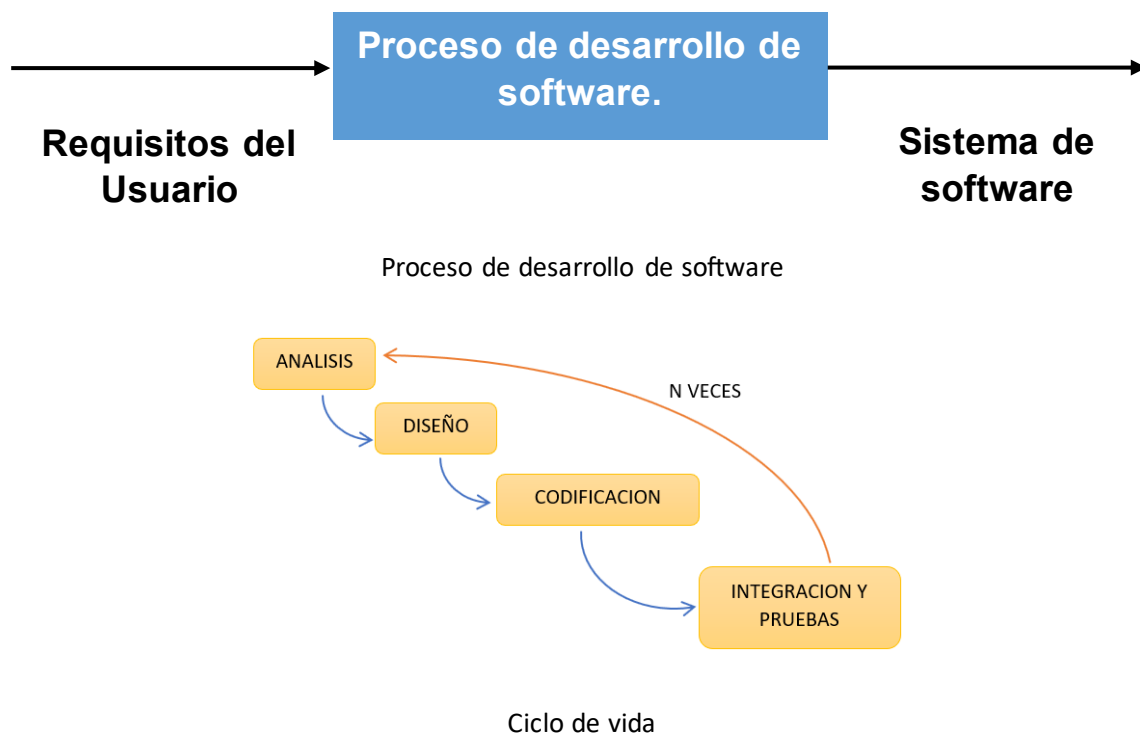 Proceso de desarrollo de
software.
Requisitos del
Usuario
Sistema de
software
Proceso de desarrollo de software
ANALISIS
N VECES
DISEÑO
CODIFICACION
INTEGRACION Y
PRUEBAS
Ciclo de vida